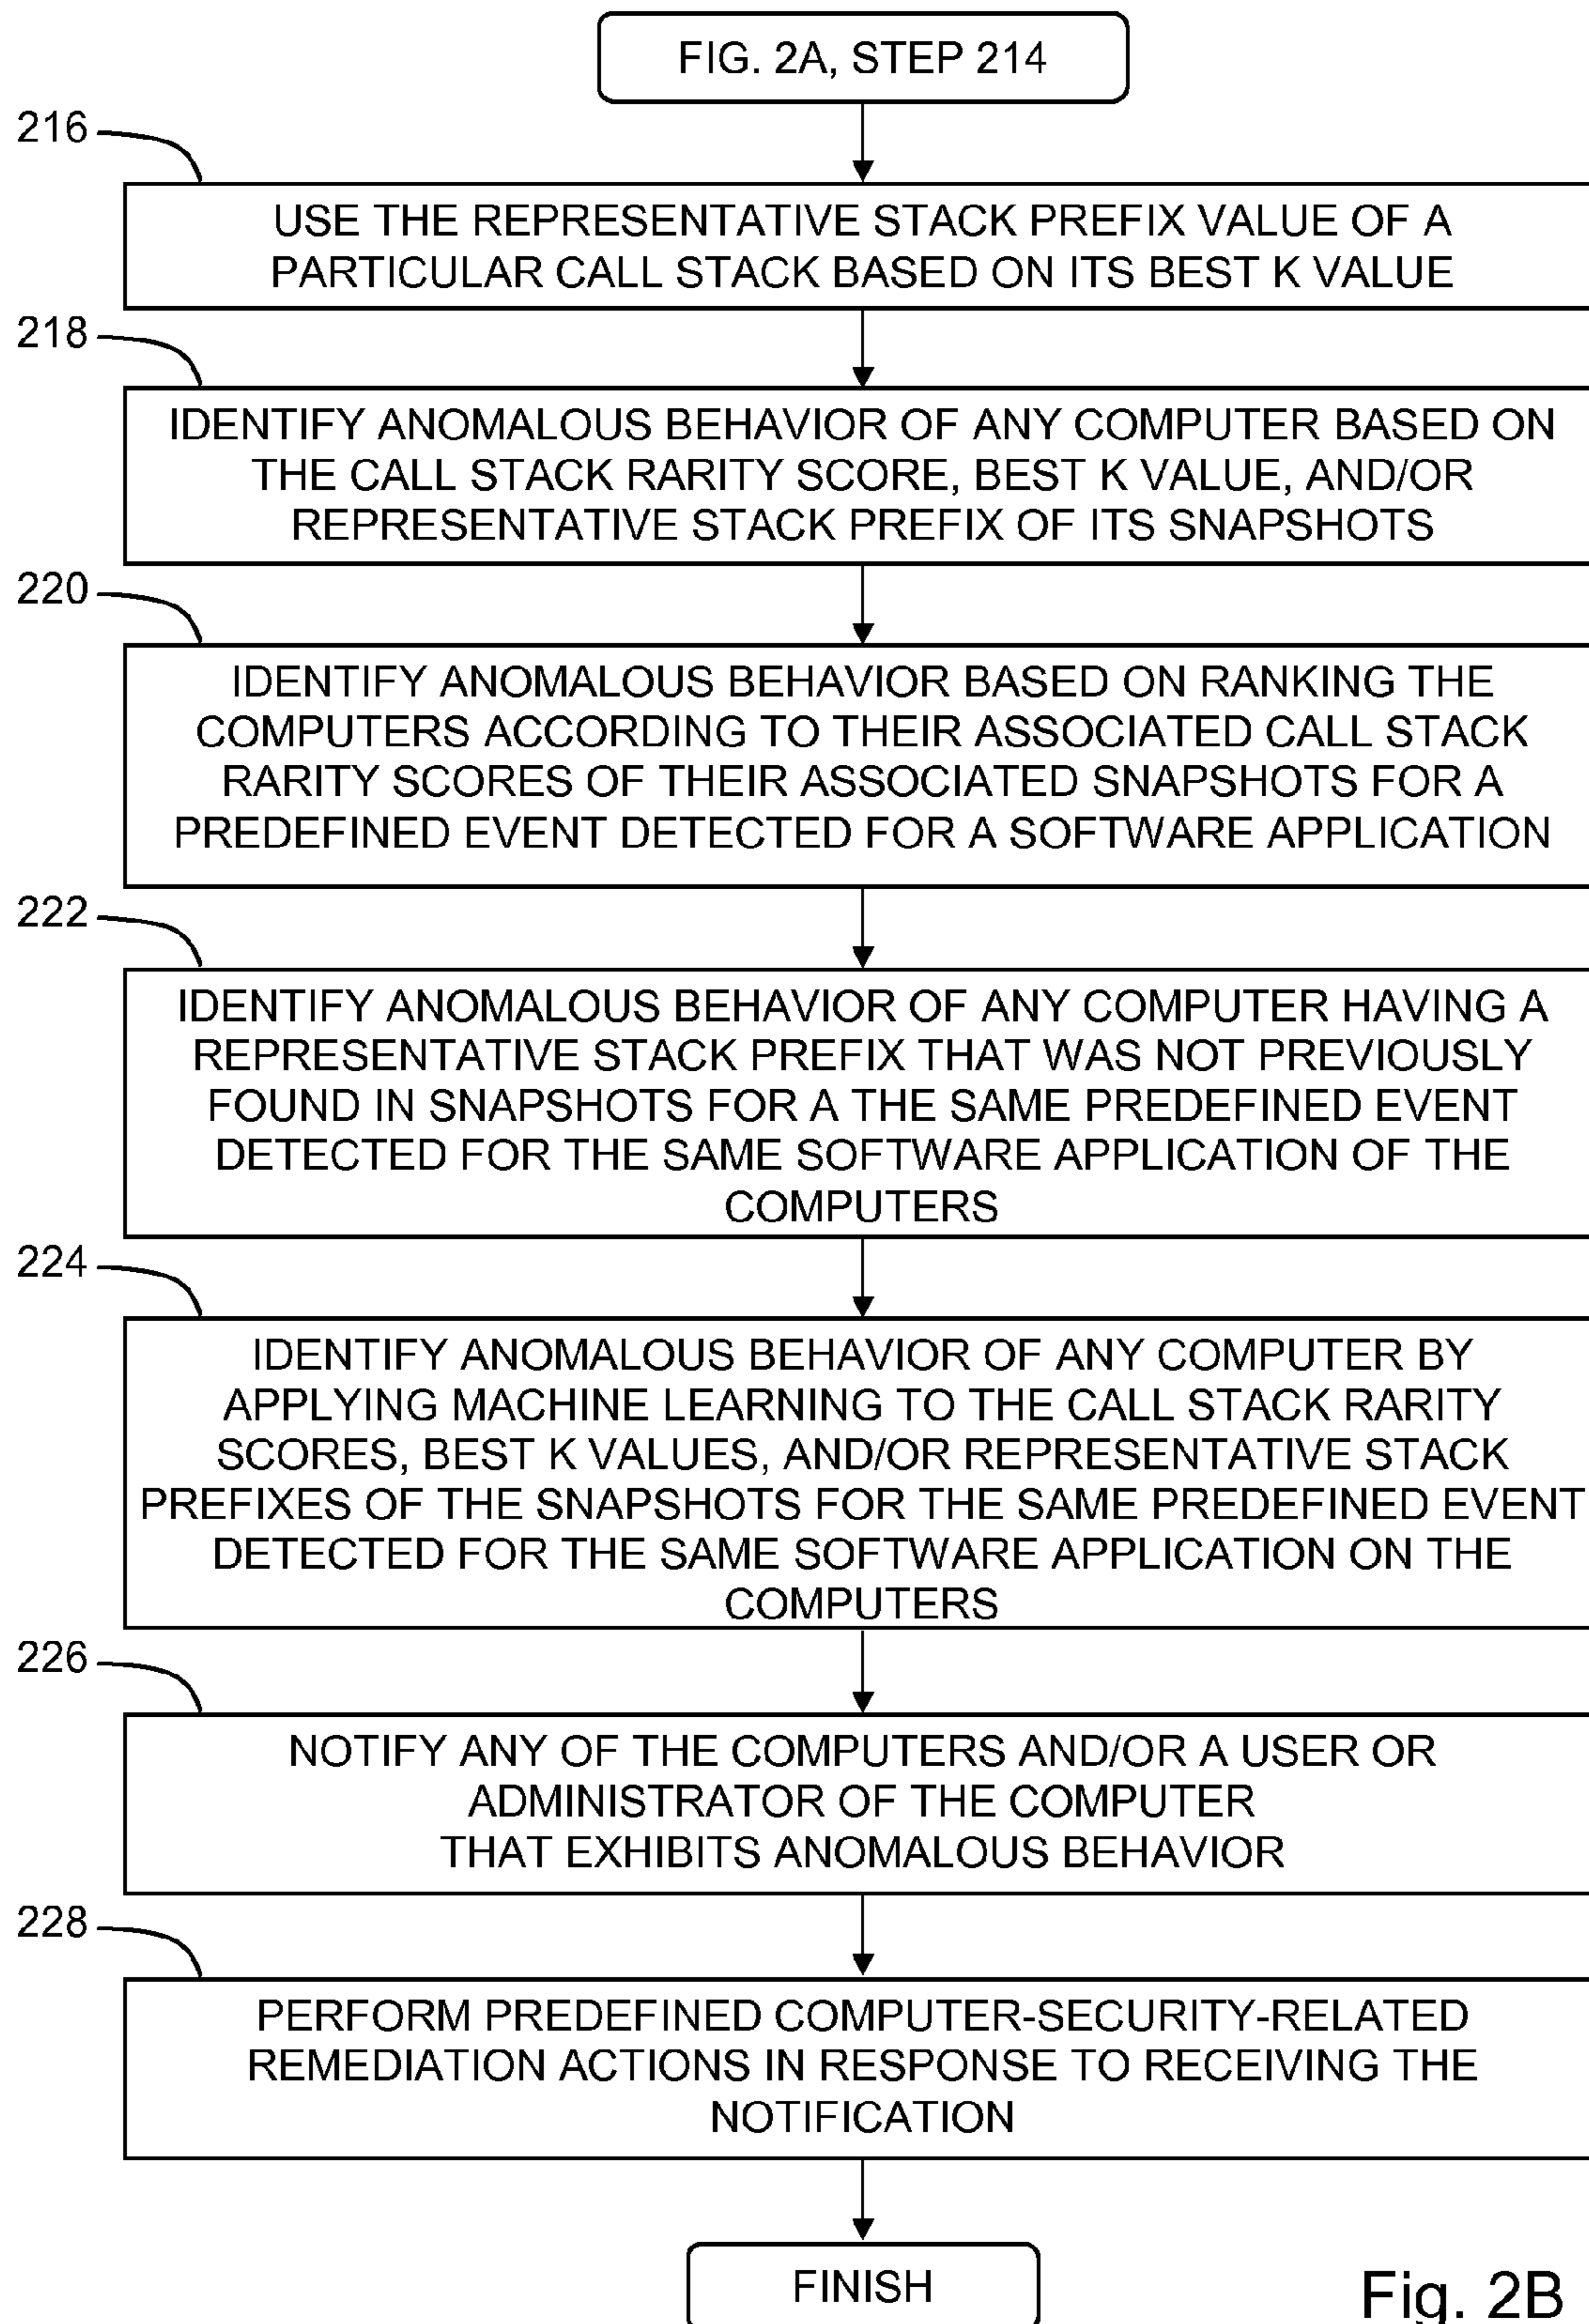 FIG. 2A, STEP 214
216
USE THE REPRESENTATIVE STACK PREFIX VALUE OF A
PARTICULAR CALL STACK BASED ON ITS BEST K VALUE
218
IDENTIFY ANOMALOUS BEHAVIOR OF ANY COMPUTER BASED ON
THE CALL STACK RARITY SCORE, BEST K VALUE, AND/OR
REPRESENTATIVE STACK PREFIX OF ITS SNAPSHOTS
220
IDENTIFY ANOMALOUS BEHAVIOR BASED ON RANKING THE
COMPUTERS ACCORDING TO THEIR ASSOCIATED CALL STACK
RARITY SCORES OF THEIR ASSOCIATED SNAPSHOTS FOR A
PREDEFINED EVENT DETECTED FOR A SOFTWARE APPLICATION
222
IDENTIFY ANOMALOUS BEHAVIOR OF ANY COMPUTER HAVING A
REPRESENTATIVE STACK PREFIX THAT WAS NOT PREVIOUSLY
FOUND IN SNAPSHOTS FOR A THE SAME PREDEFINED EVENT
DETECTED FOR THE SAME SOFTWARE APPLICATION OF THE
COMPUTERS
224
IDENTIFY ANOMALOUS BEHAVIOR OF ANY COMPUTER BY
APPLYING MACHINE LEARNING TO THE CALL STACK RARITY
SCORES, BEST K VALUES, AND/OR REPRESENTATIVE STACK
PREFIXES OF THE SNAPSHOTS FOR THE SAME PREDEFINED EVENT
DETECTED FOR THE SAME SOFTWARE APPLICATION ON THE
COMPUTERS
226
NOTIFY ANY OF THE COMPUTERS AND/OR A USER OR
ADMINISTRATOR OF THE COMPUTER
THAT EXHIBITS ANOMALOUS BEHAVIOR
228
PERFORM PREDEFINED COMPUTER-SECURITY-RELATED
REMEDIATION ACTIONS IN RESPONSE TO RECEIVING THE
NOTIFICATION
FINISH
Fig. 2B